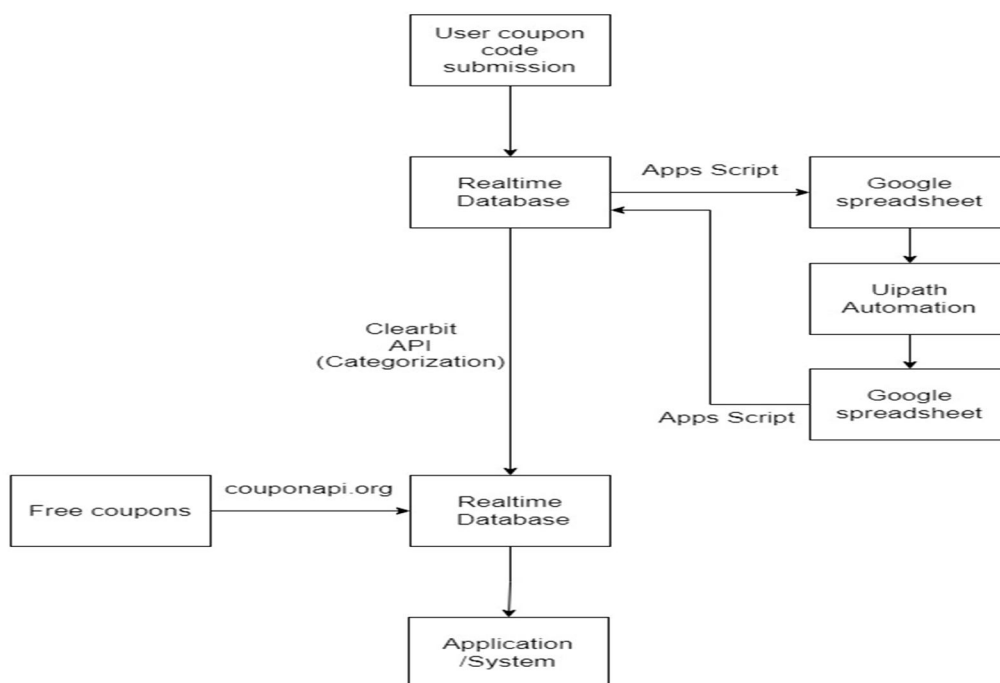 User coupon
code
submission
Realtime
Database
Apps Script
Google
spreadsheet
Uipath
Automation
Google
spreadsheet
Apps Script
Clearbit
API
(Categorization)
Free coupons
couponapi.org
Realtime
Database
Application
/System